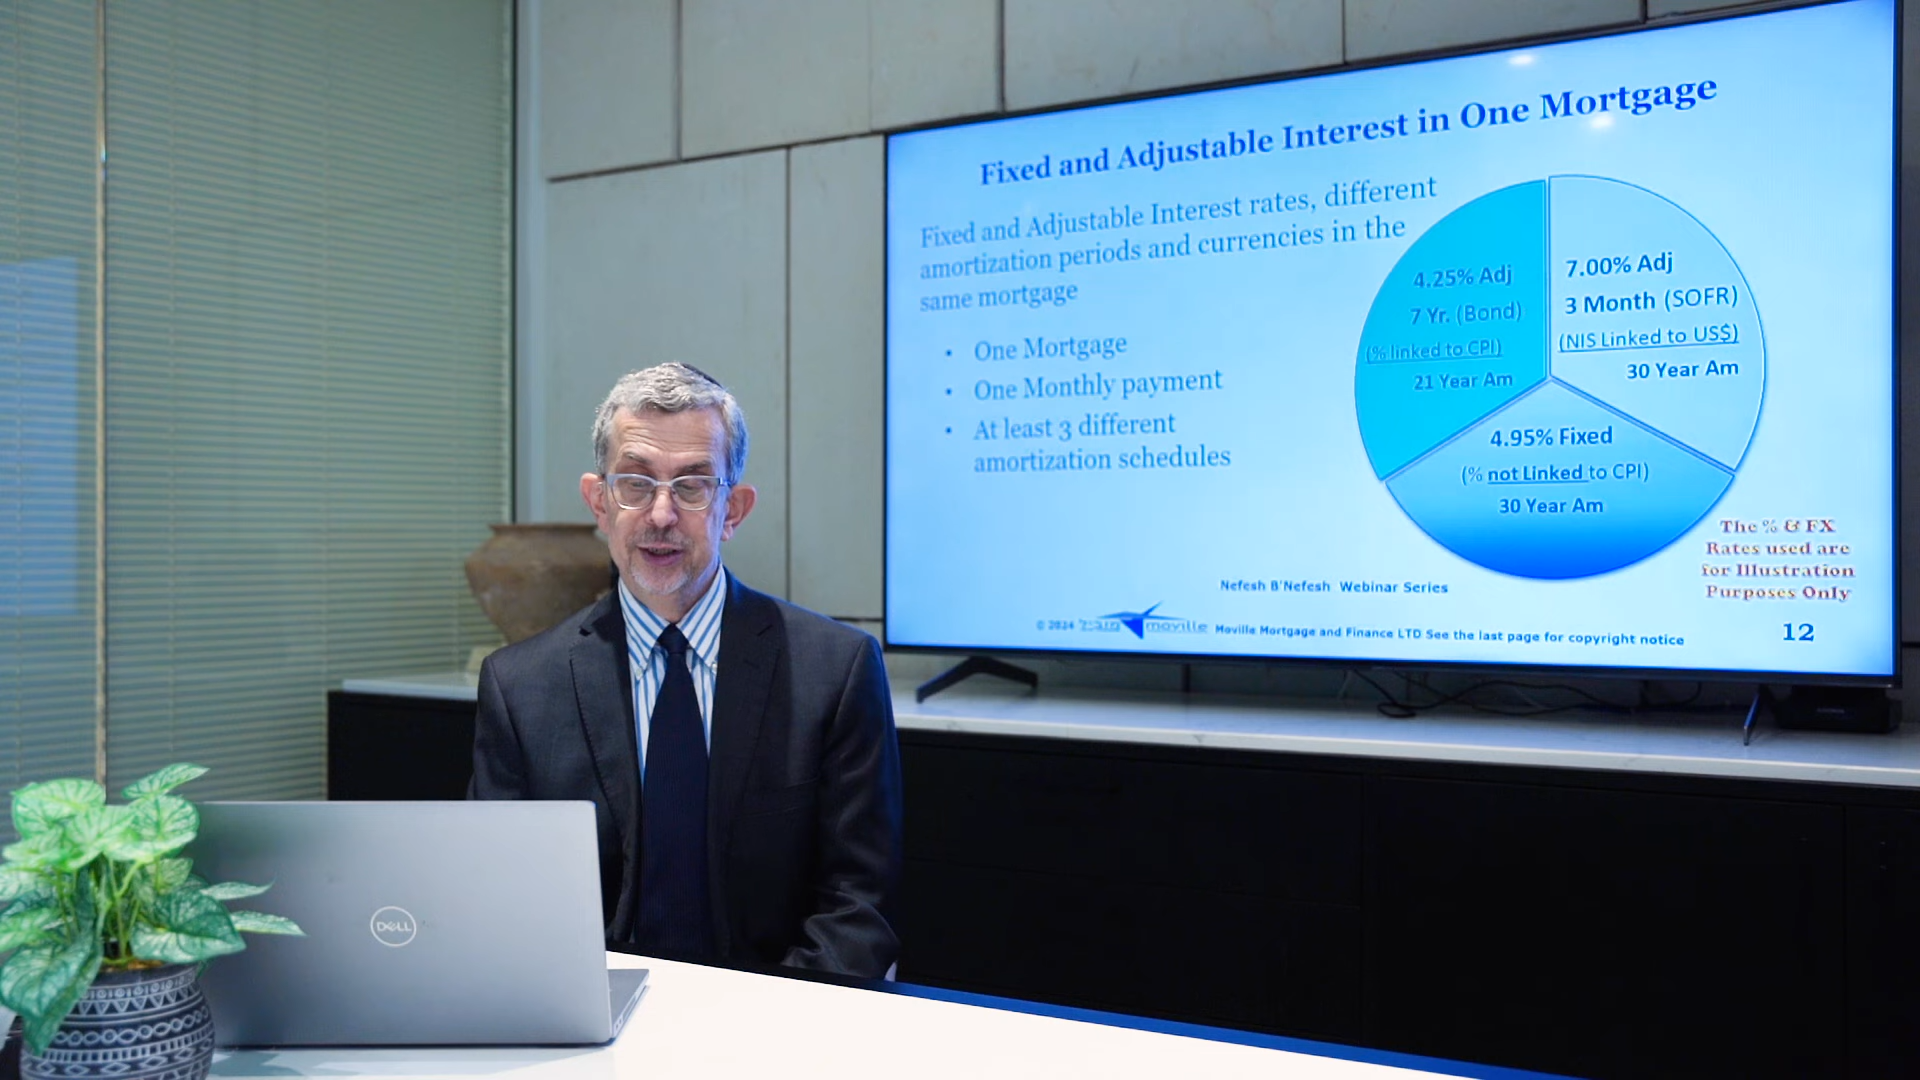 Fixed and Adjustable Interest in One Mortgage
Fixed and Adjustable Interest rates, different
amortization periods and currencies in the
same mortgage
• One Mortgage
• One Monthly payment
• At least 3 different
amortization schedules
4.25% Adj
7 Yr. (Bond)
(% linked to CPI)
21 Year Am
7.00% Adj
3 Month (SOFR)
(NIS Linked to US$)
30 Year Am
4.95% Fixed
(% not Linked to CPI)
30 Year Am
The % & FX
Rates used are
for Illustration
Purposes Only
Nefesh B'Nefesh Webinar Series
© 2024 moville Moville Mortgage and Finance LTD See the last page for copyright notice
12
DELL